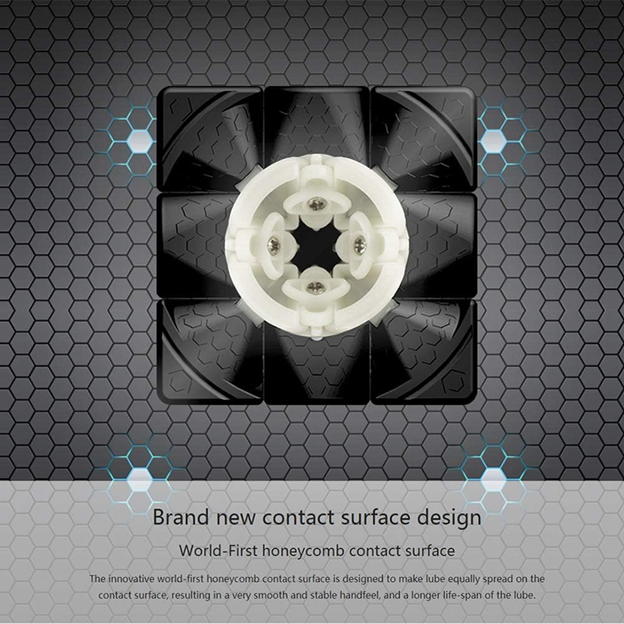 Brand new contact surface design
World-First honeycomb contact surface
The innovative world-first honeycomb contact surface is designed to make lube equally spread on the
contact surface, resulting in a very smooth and stable handfeel, and a longer life-span of the lube.